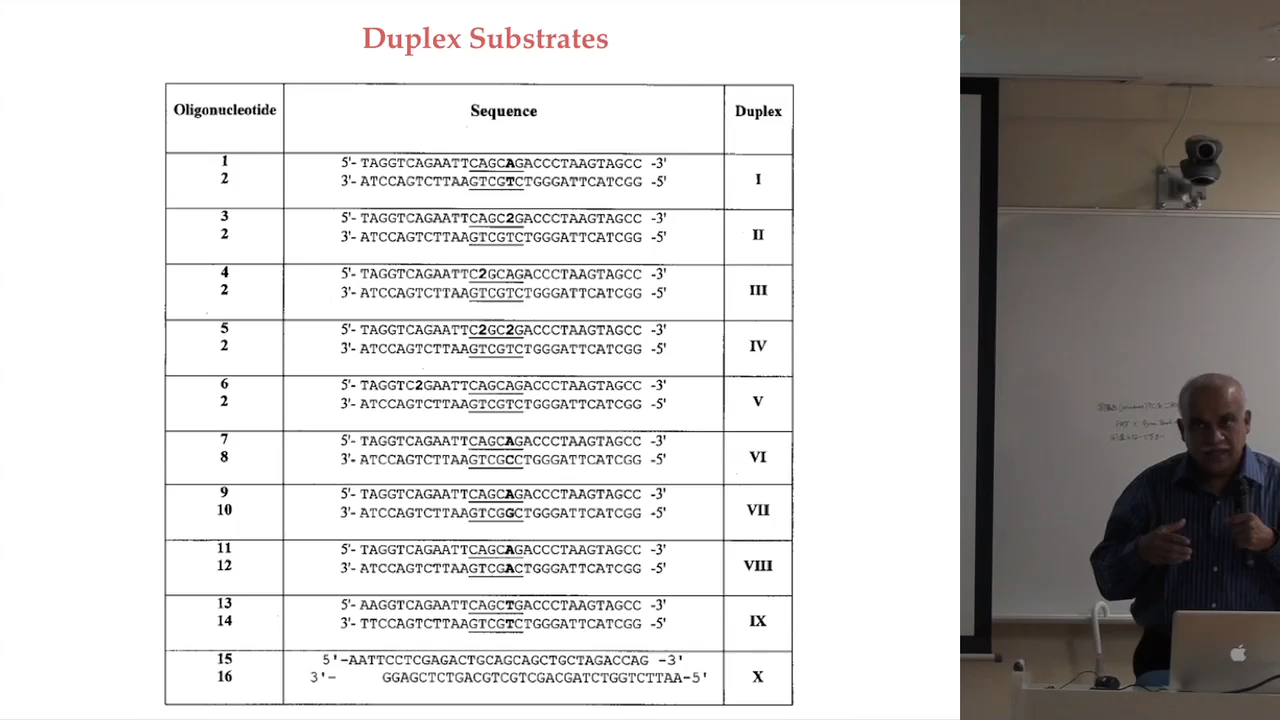 Duplex Substrates
Oligonucleotide Sequence Duplex
1 5'- TAGGTCAGAATTCAGCAGACCCTAAGTAGCC -3'
2 3'- ATCCAGTCTTAAGTCGTCTGGGATTCATCGG -5' I
3 5'- TAGGTCAGAATTCAGC2GACCCTAAGTAGCC -3'
2 3'- ATCCAGTCTTAAGTCGTCTGGGATTCATCGG -5' II
4 5'- TAGGTCAGAATTC2GCAGACCCTAAGTAGCC -3'
2 3'- ATCCAGTCTTAAGTCGTCTGGGATTCATCGG -5' III
5 5'- TAGGTCAGAATTC2GC2GACCCTAAGTAGCC -3'
2 3'- ATCCAGTCTTAAGTCGTCTGGGATTCATCGG -5' IV
6 5'- TAGGTC2GAATTCAGCAGACCCTAAGTAGCC -3'
2 3'- ATCCAGTCTTAAGTCGTCTGGGATTCATCGG -5' V
7 5'- TAGGTCAGAATTCAGCAGACCCTAAGTAGCC -3'
8 3'- ATCCAGTCTTAAGTCGCCTGGGATTCATCGG -5' VI
9 5'- TAGGTCAGAATTCAGCAGACCCTAAGTAGCC -3'
10 3'- ATCCAGTCTTAAGTCGGCTGGGATTCATCGG -5' VII
11 5'- TAGGTCAGAATTCAGCAGACCCTAAGTAGCC -3'
12 3'- ATCCAGTCTTAAGTCGACTGGGATTCATCGG -5' VIII
13 5'- AAGGTCAGAATTCAGCTGACCCTAAGTAGCC -3'
14 3'- TTCCAGTCTTAAGTCGTCTGGGATTCATCGG -5' IX
15 5'-AATTCCTCGAGACTGCAGCAGCTGCTAGACCAG -3'
16 3'- GGAGCTCTGACGTCGTCGACGATCTGGTCTTAA-5' X